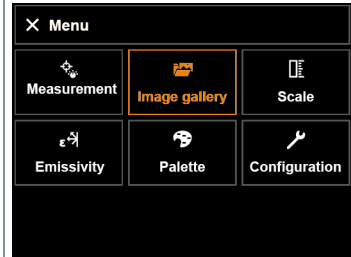 Menu
Measurement
Image gallery
Scale
Emissivity
Palette
Configuration